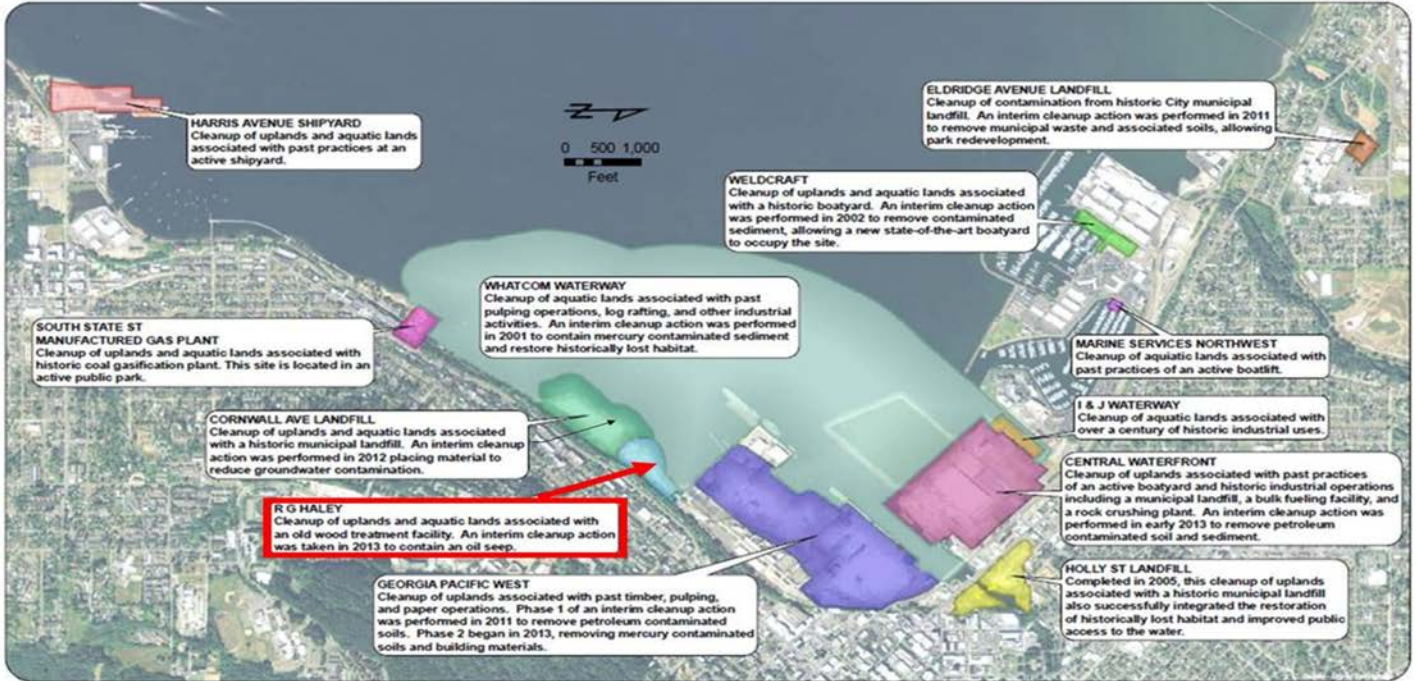 HARRIS AVENUE SHIPYARD
Cleanup of uplands and aquatic lands
associated with past practices at an
active shipyard.
Z
0 500 1,000
Feet
ELDRIDGE AVENUE LANDFILL
Cleanup of contamination from historic City municipal
landfill. An interim cleanup action was performed in 2011
to remove municipal waste and associated soils, allowing
park redevelopment.
WELDCRAFT
Cleanup of uplands and aquatic lands associated
with a historic boatyard. An interim cleanup action
was performed in 2002 to remove contaminated
sediment, allowing a new state-of-the-art boatyard
to occupy the site.
WHATCOM WATERWAY
Cleanup of aquatic lands associated with past
pulping operations, log rafting, and other industrial
activities. An interim cleanup action was performed
in 2001 to contain mercury contaminated sediment
and restore historically lost habitat.
SOUTH STATE ST
MANUFACTURED GAS PLANT
Cleanup of uplands and aquatic lands associated with
historic coal gasification plant. This site is located in an
active public park.
MARINE SERVICES NORTHWEST
Cleanup of aquiatic lands associated with
past practices of an active boatlift.
CORNWALL AVE LANDFILL
Cleanup of uplands and aquatic lands associated
with a historic municipal landfill. An interim cleanup
action was performed in 2012 placing material to
reduce groundwater contamination.
I & J WATERWAY
Cleanup of aquatic lands associated with
over a century of historic industrial uses.
CENTRAL WATERFRONT
Cleanup of uplands associated with past practices
of an active boatyard and historic industrial operations
including a municipal landfill, a bulk fueling facility, and
a rock crushing plant. An interim cleanup action was
performed in early 2013 to remove petroleum
contaminated soil and sediment.
R G HALEY
Cleanup of uplands and aquatic lands associated with
an old wood treatment facility. An interim cleanup action
was taken in 2013 to contain an oil seep.
GEORGIA PACIFIC WEST
Cleanup of uplands associated with past timber, pulping,
and paper operations. Phase 1 of an interim cleanup action
was performed in 2011 to remove petroleum contaminated
soils. Phase 2 began in 2013, removing mercury contaminated
soils and building materials.
HOLLY ST LANDFILL
Completed in 2005, this cleanup of uplands
associated with a historic municipal landfill
also successfully integrated the restoration
of historically lost habitat and improved public
access to the water.